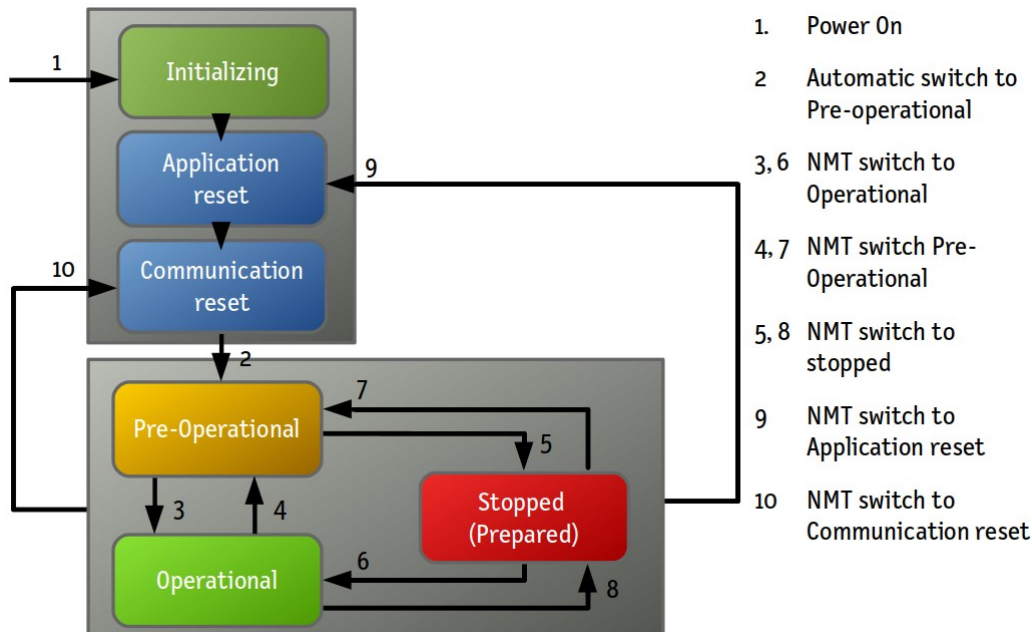 1
Initializing
Application
reset
9
10
Communication
reset
2
Pre-Operational
7
5
3
4
Stopped
(Prepared)
6
Operational
8
1. Power On
2 Automatic switch to
Pre-operational
3, 6 NMT switch to
Operational
4, 7 NMT switch Pre-
Operational
5, 8 NMT switch to
stopped
9 NMT switch to
Application reset
10 NMT switch to
Communication reset